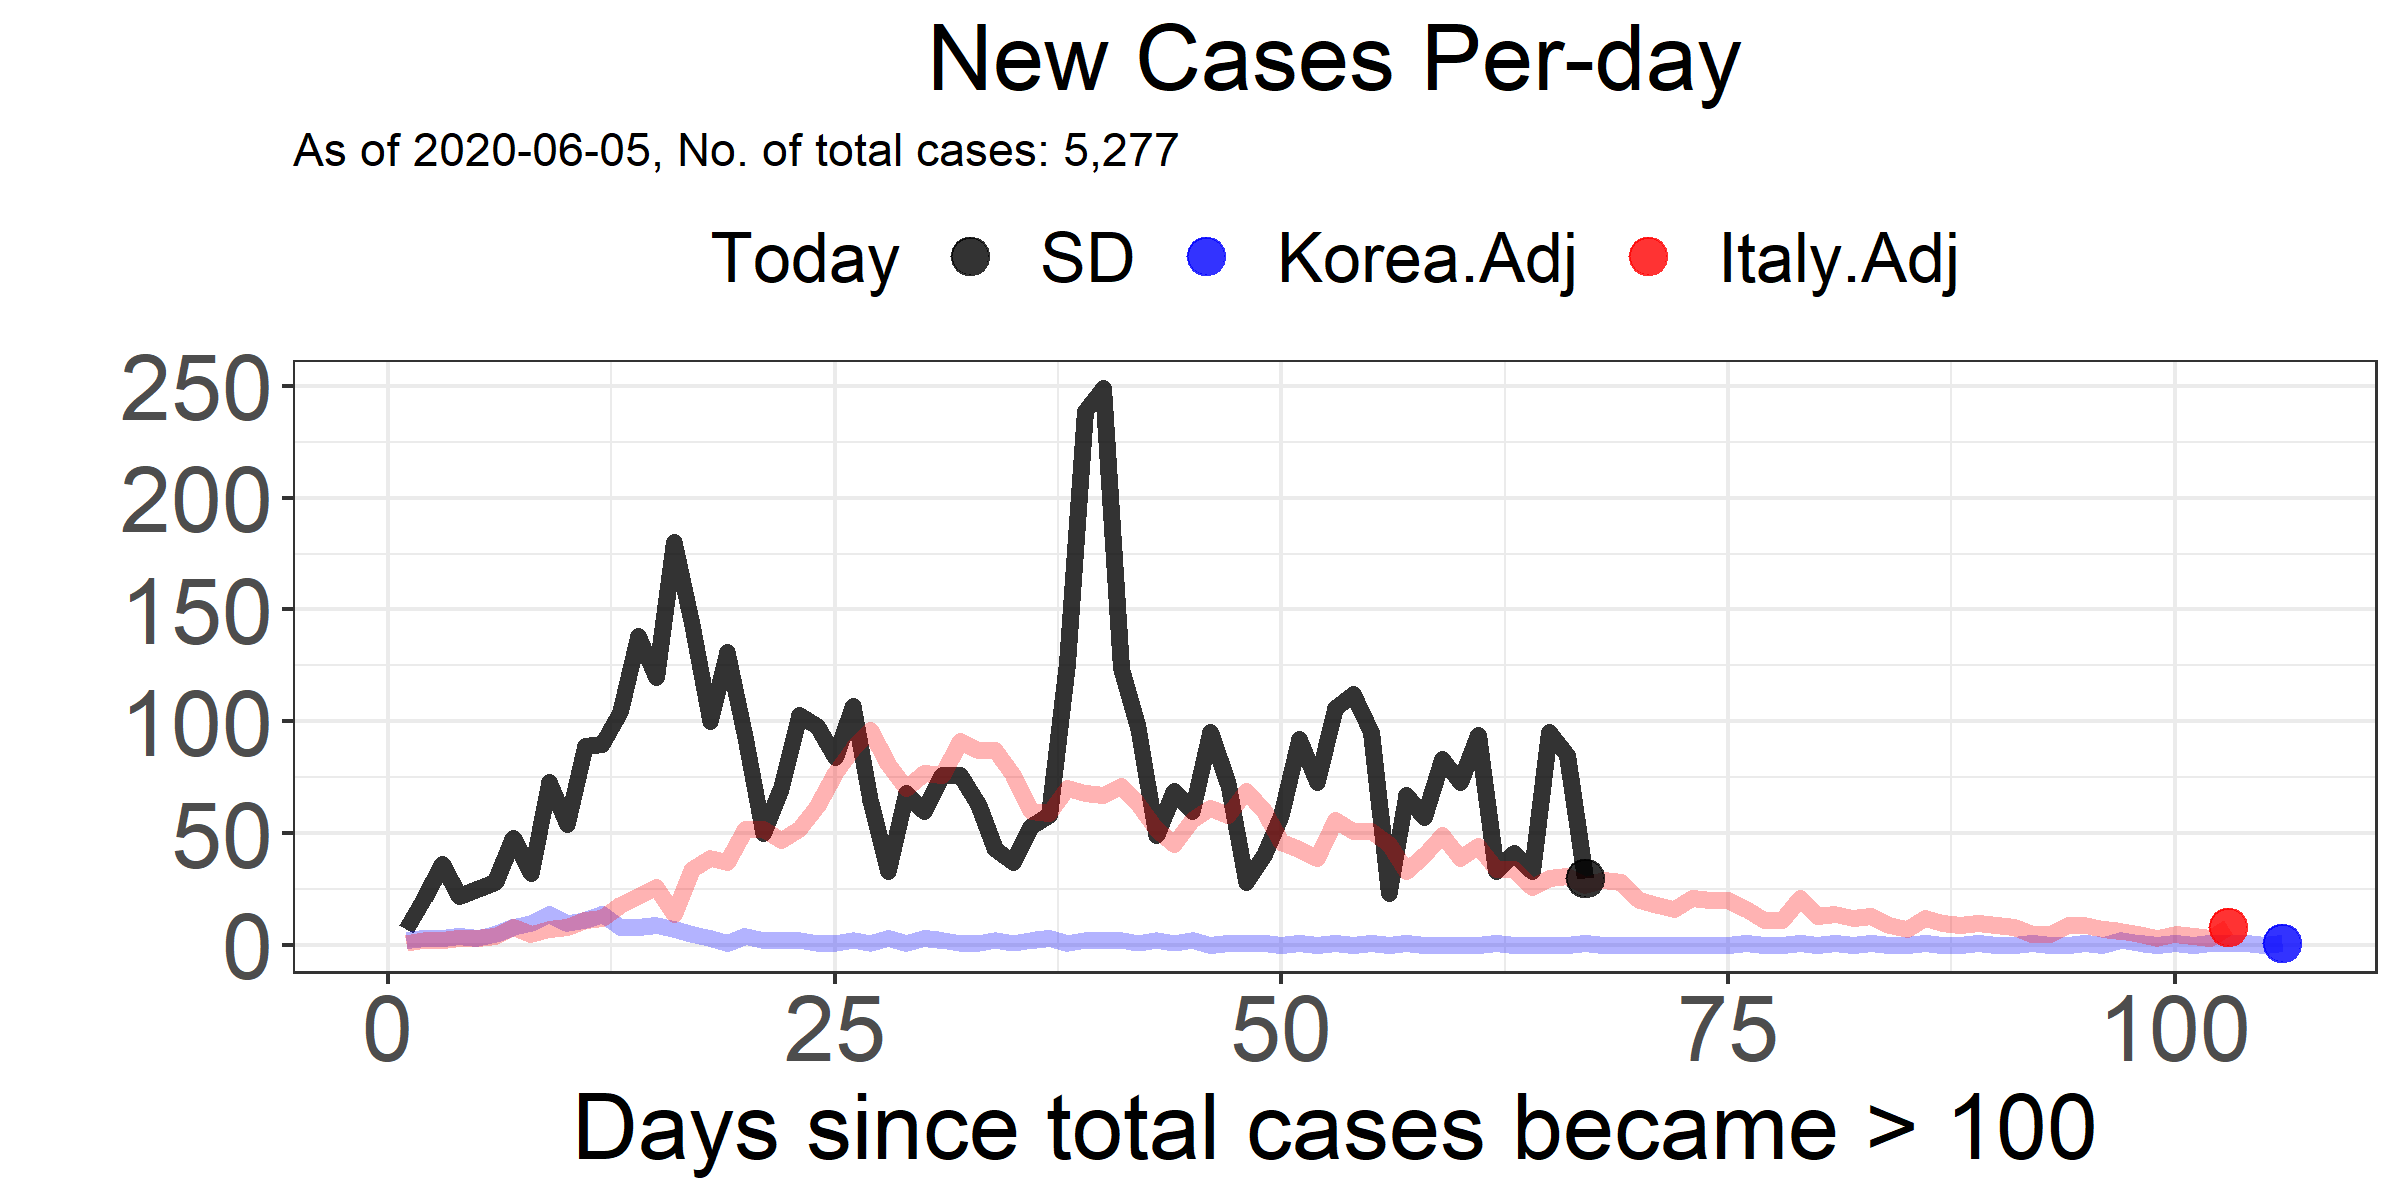 New Cases Per-day
As of 2020-06-05, No. of total cases: 5,277
Today SD Korea.Adj Italy.Adj
250
200
150
100
50
0
0 25 50 75 100
Days since total cases became > 100